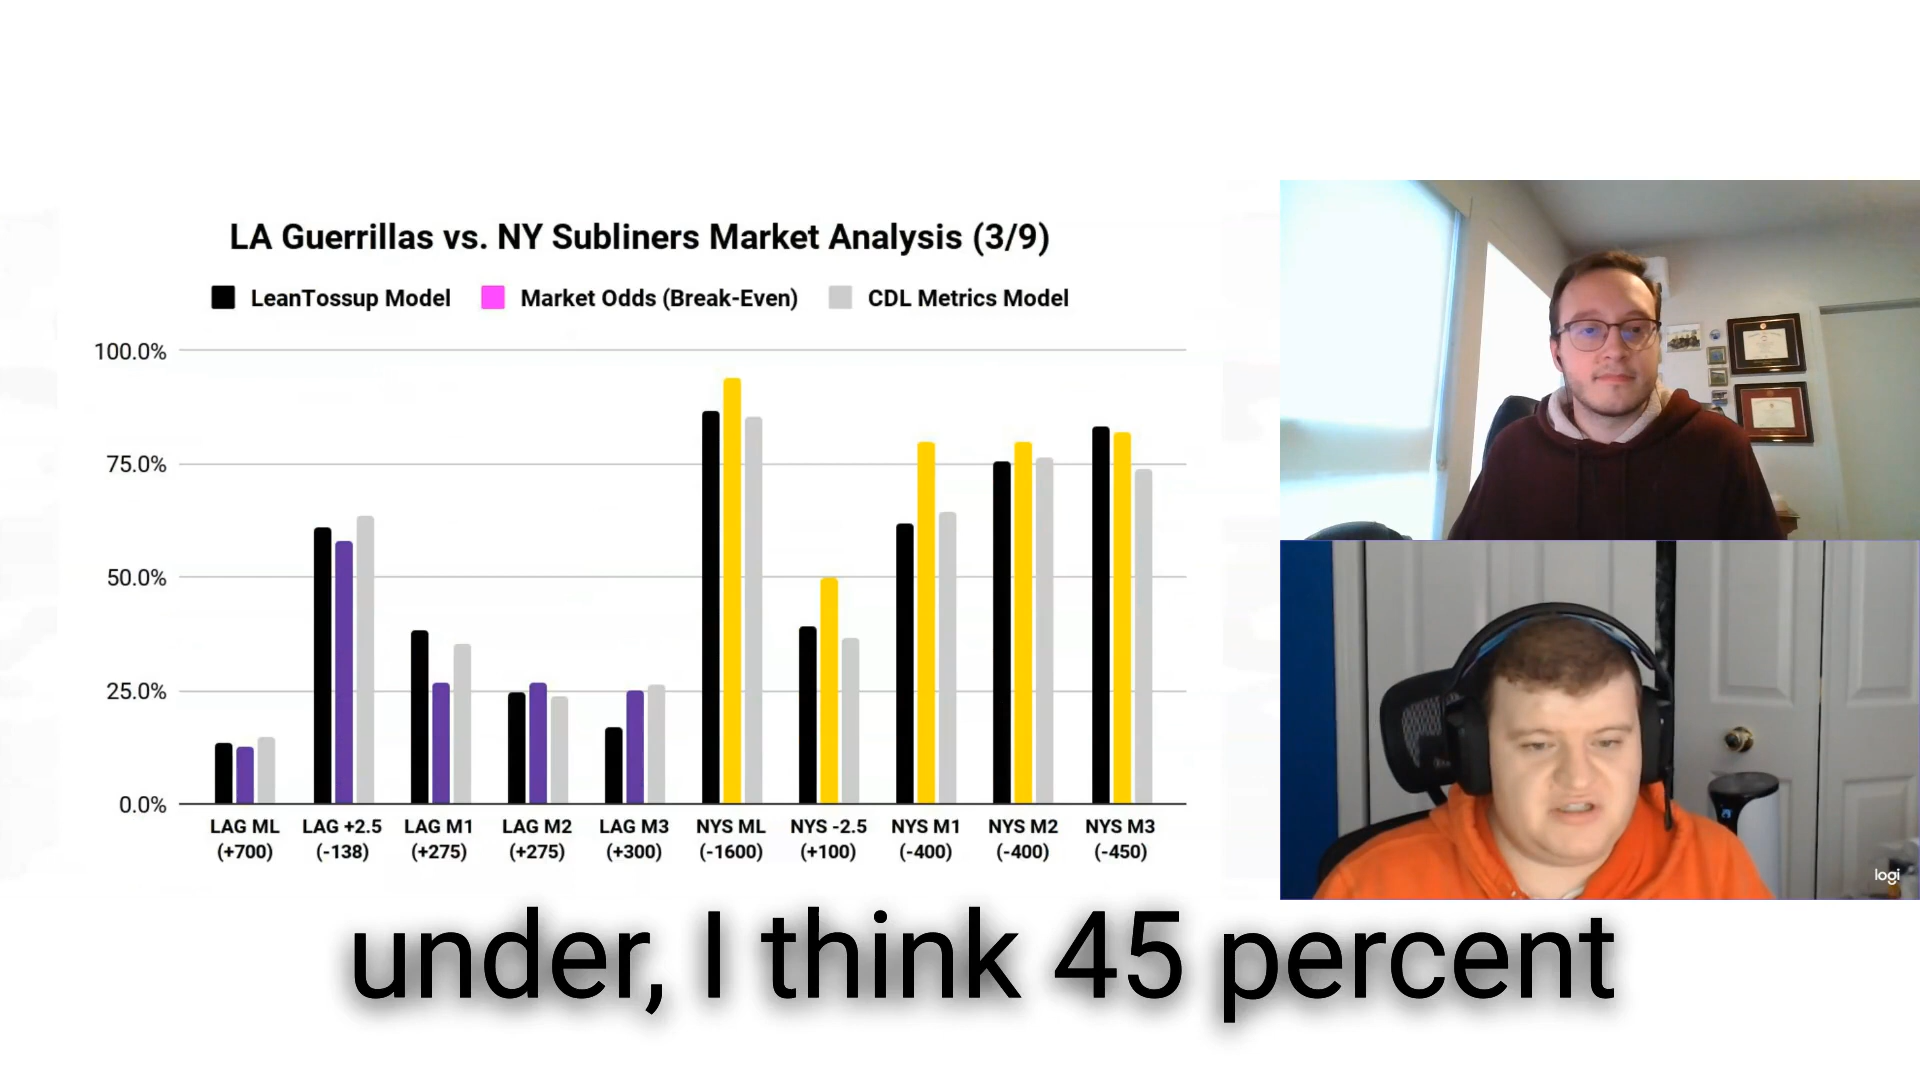 LA Guerrillas vs. NY Subliners Market Analysis (3/9)
LeanTossup Model Market Odds (Break-Even) CDL Metrics Model
100.0%
75.0%
50.0%
25.0%
0.0%
LAG ML LAG +2.5 LAG M1 LAG M2 LAG M3 NYS ML NYS -2.5 NYS M1 NYS M2 NYS M3
(+700) (-138) (+275) (+275) (+300) (-1600) (+100) (-400) (-400) (-450)
logi
under, I think 45 percent